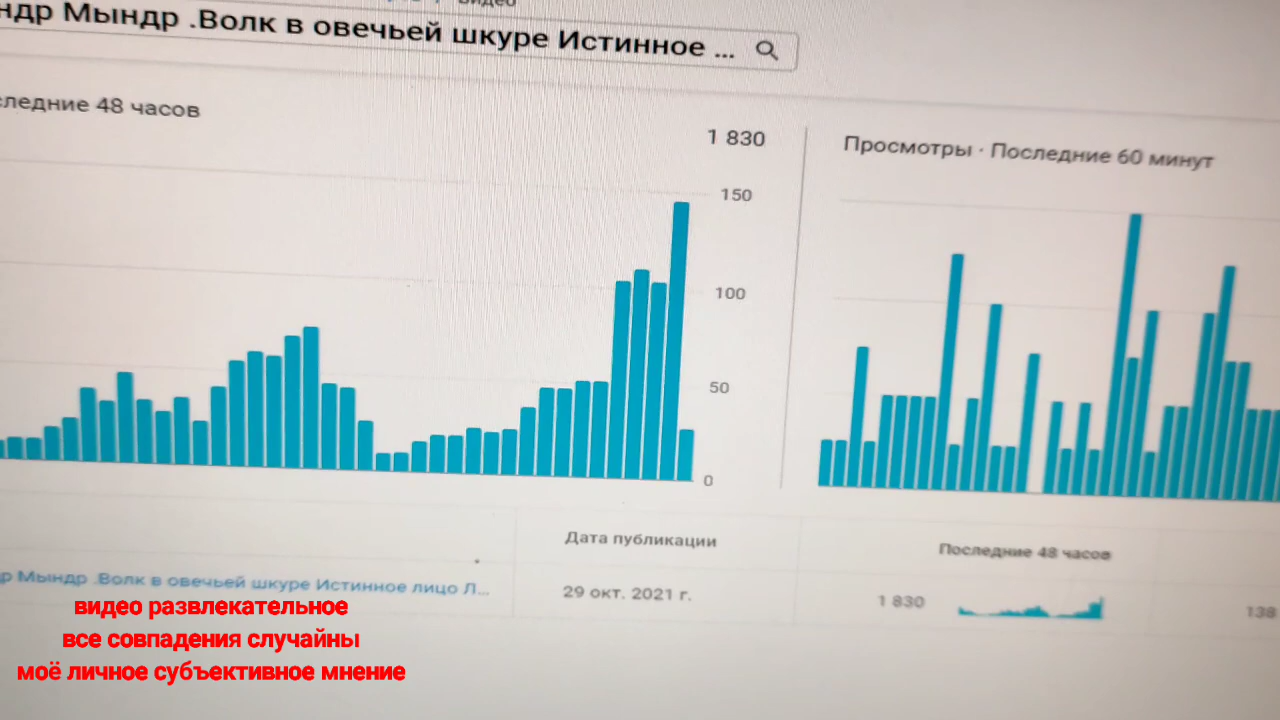 Видео
ндр Мындр .Волк в овечьей шкуре Истинное ...
следние 48 часов
1 830
150
100
50
0
Просмотры · Последние 60 минут
Дата публикации
Последние 48 часов
р Мындр .Волк в овечьей шкуре Истинное лицо Л...
29 окт. 2021 г.
1 830
138
видео развлекательное
все совпадения случайны
моё личное субъективное мнение